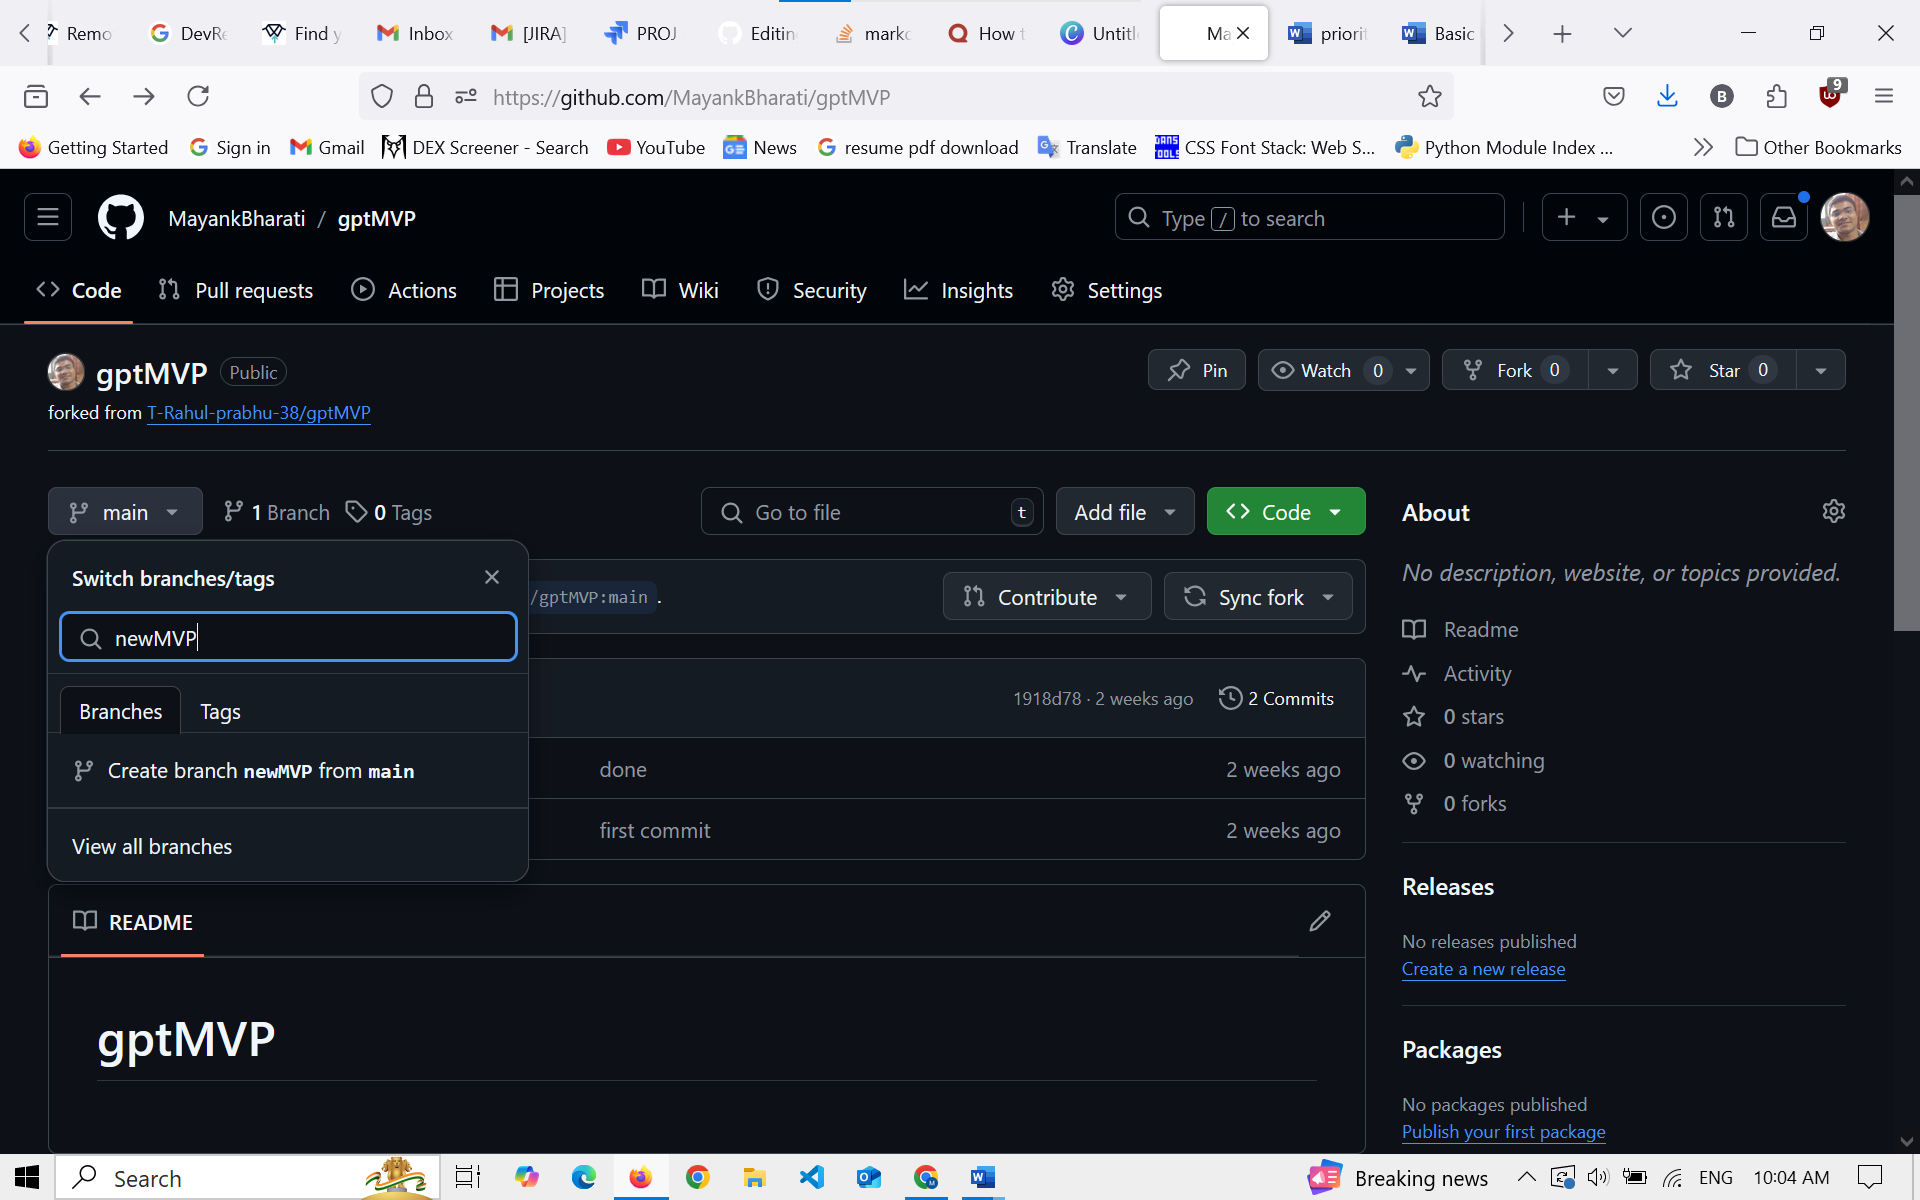 Remo
DevRe
Find y
Inbox
[JIRA]
PROJ
Editin
markd
How t
Untitl
Ma
priorit
Basic
https://github.com/MayankBharati/gptMVP
B
9
Getting Started
Sign in
Gmail
DEX Screener - Search
YouTube
News
resume pdf download
Translate
CSS Font Stack: Web S...
Python Module Index ...
Other Bookmarks
MayankBharati / gptMVP
Type / to search
Code
Pull requests
Actions
Projects
Wiki
Security
Insights
Settings
gptMVP Public
Pin
Watch 0
Fork 0
Star 0
forked from T-Rahul-prabhu-38/gptMVP
main
1 Branch
0 Tags
Go to file t
Add file
Code
Switch branches/tags
newMVP
Branches
Tags
Create branch newMVP from main
View all branches
/gptMVP:main .
Contribute
Sync fork
1918d78 · 2 weeks ago
2 Commits
done
2 weeks ago
first commit
2 weeks ago
README
gptMVP
About
No description, website, or topics provided.
Readme
Activity
0 stars
0 watching
0 forks
Releases
No releases published
Create a new release
Packages
No packages published
Publish your first package
Search
Breaking news
ENG
10:04 AM